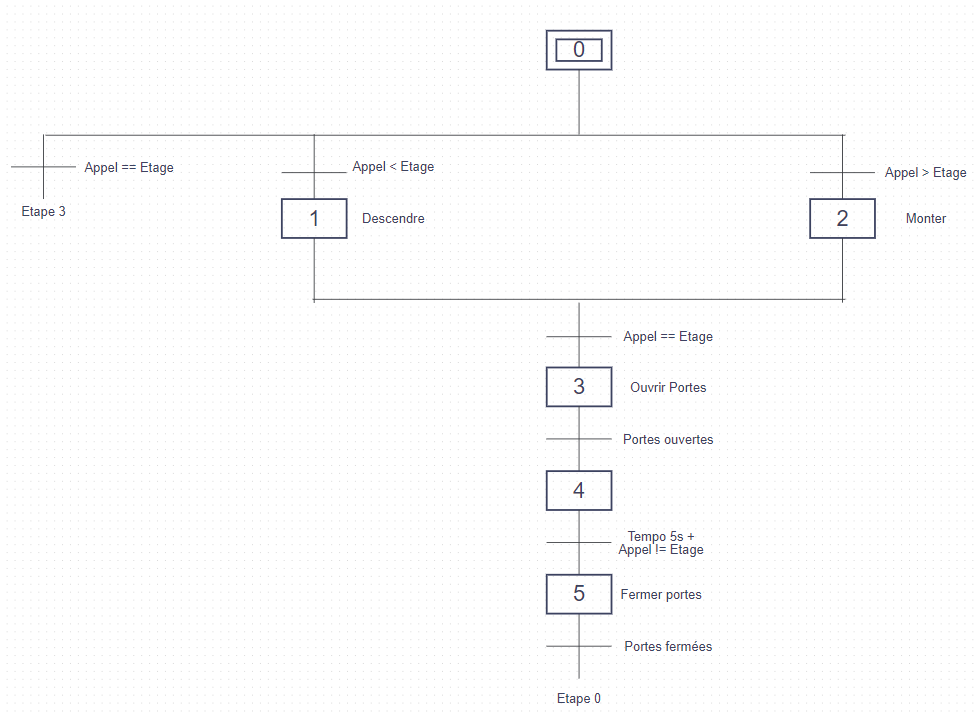 0
Appel == Etage
Appel < Etage
Appel > Etage
Etape 3
1
Descendre
2
Monter
Appel == Etage
3
Ouvrir Portes
Portes ouvertes
4
Tempo 5s +
Appel != Etage
5
Fermer portes
Portes fermées
Etape 0